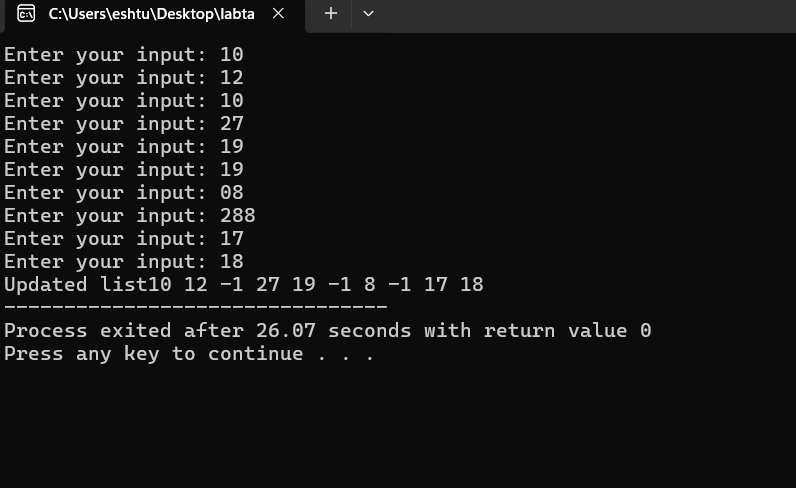 C:\Users\eshtu\Desktop\labta
Enter your input: 10
Enter your input: 12
Enter your input: 10
Enter your input: 27
Enter your input: 19
Enter your input: 19
Enter your input: 08
Enter your input: 288
Enter your input: 17
Enter your input: 18
Updated list10 12 -1 27 19 -1 8 -1 17 18
--------------------------------
Process exited after 26.07 seconds with return value 0
Press any key to continue . . .